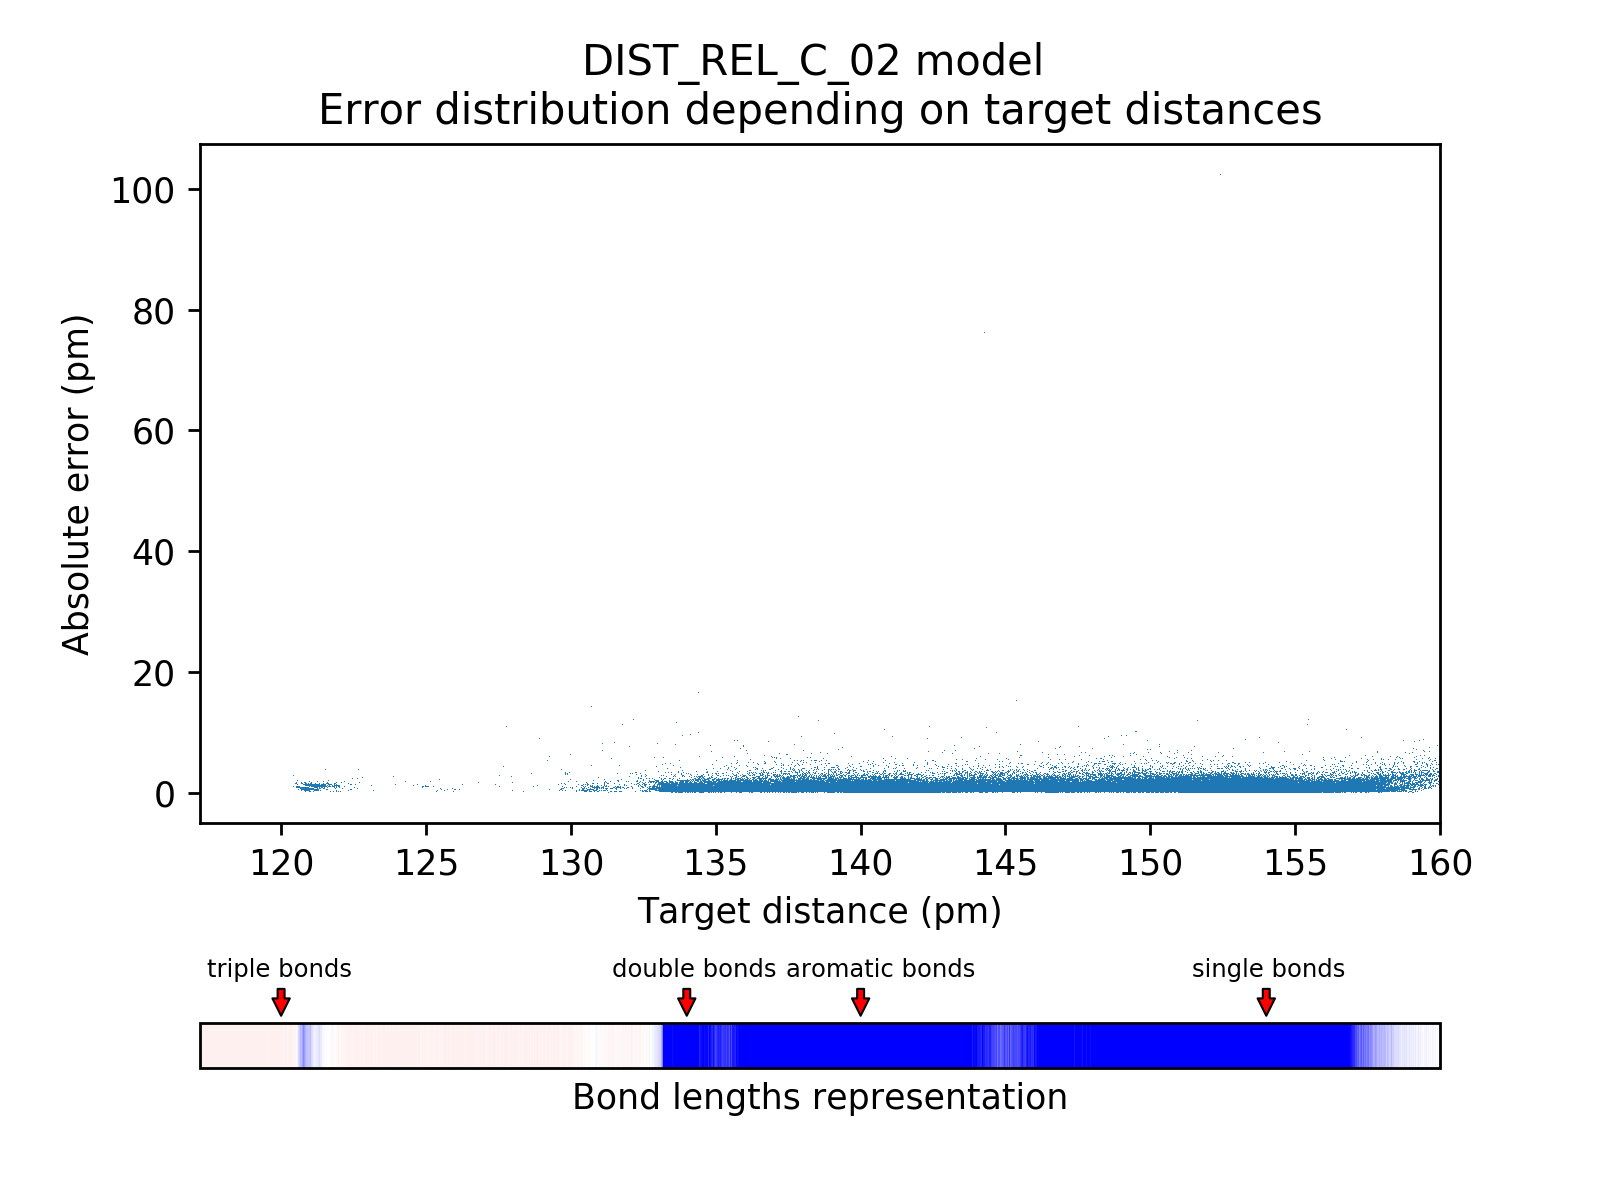 DIST_REL_C_02 model
Error distribution depending on target distances
Absolute error (pm)
100
80
60
40
20
0
120 125 130 135 140 145 150 155 160
Target distance (pm)
triple bonds double bonds aromatic bonds single bonds
Bond lengths representation